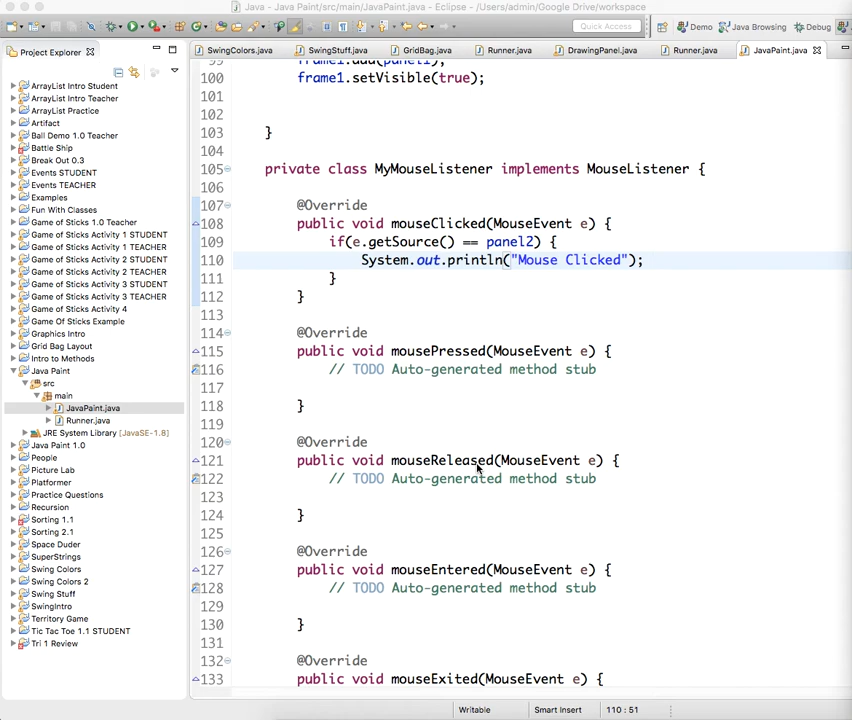 Java - Java Paint/src/main/JavaPaint.java - Eclipse - /Users/admin/Google Drive/workspace
Quick Access
Demo
Java Browsing
Debug
Project Explorer
SwingColors.java
SwingStuff.java
GridBag.java
Runner.java
DrawingPanel.java
Runner.java
JavaPaint.java
ArrayList Intro Student
ArrayList Intro Teacher
ArrayList Practice
Artifact
Ball Demo 1.0 Teacher
Battle Ship
Break Out 0.3
Events STUDENT
Events TEACHER
Examples
Fun With Classes
Game of Sticks 1.0 Teacher
Game of Sticks Activity 1 STUDENT
Game of Sticks Activity 1 TEACHER
Game of Sticks Activity 2 STUDENT
Game of Sticks Activity 2 TEACHER
Game of Sticks Activity 3 STUDENT
Game of Sticks Activity 3 TEACHER
Game of Sticks Activity 4
Game Of Sticks Example
Graphics Intro
Grid Bag Layout
Intro to Methods
Java Paint
src
main
JavaPaint.java
Runner.java
JRE System Library [JavaSE-1.8]
Java Paint 1.0
People
Picture Lab
Platformer
Practice Questions
Recursion
Sorting 1.1
Sorting 2.1
Space Duder
SuperStrings
Swing Colors
Swing Colors 2
Swing Stuff
SwingIntro
Territory Game
Tic Tac Toe 1.1 STUDENT
Tri 1 Review
99 frame1.add(panel1);
100 frame1.setVisible(true);
101
102
103 }
104
105 private class MyMouseListener implements MouseListener {
106
107 @Override
108 public void mouseClicked(MouseEvent e) {
109 if(e.getSource() == panel2) {
110 System.out.println("Mouse Clicked");
111 }
112 }
113
114 @Override
115 public void mousePressed(MouseEvent e) {
116 // TODO Auto-generated method stub
117
118 }
119
120 @Override
121 public void mouseReleased(MouseEvent e) {
122 // TODO Auto-generated method stub
123
124 }
125
126 @Override
127 public void mouseEntered(MouseEvent e) {
128 // TODO Auto-generated method stub
129
130 }
131
132 @Override
133 public void mouseExited(MouseEvent e) {
Writable
Smart Insert
110 : 51